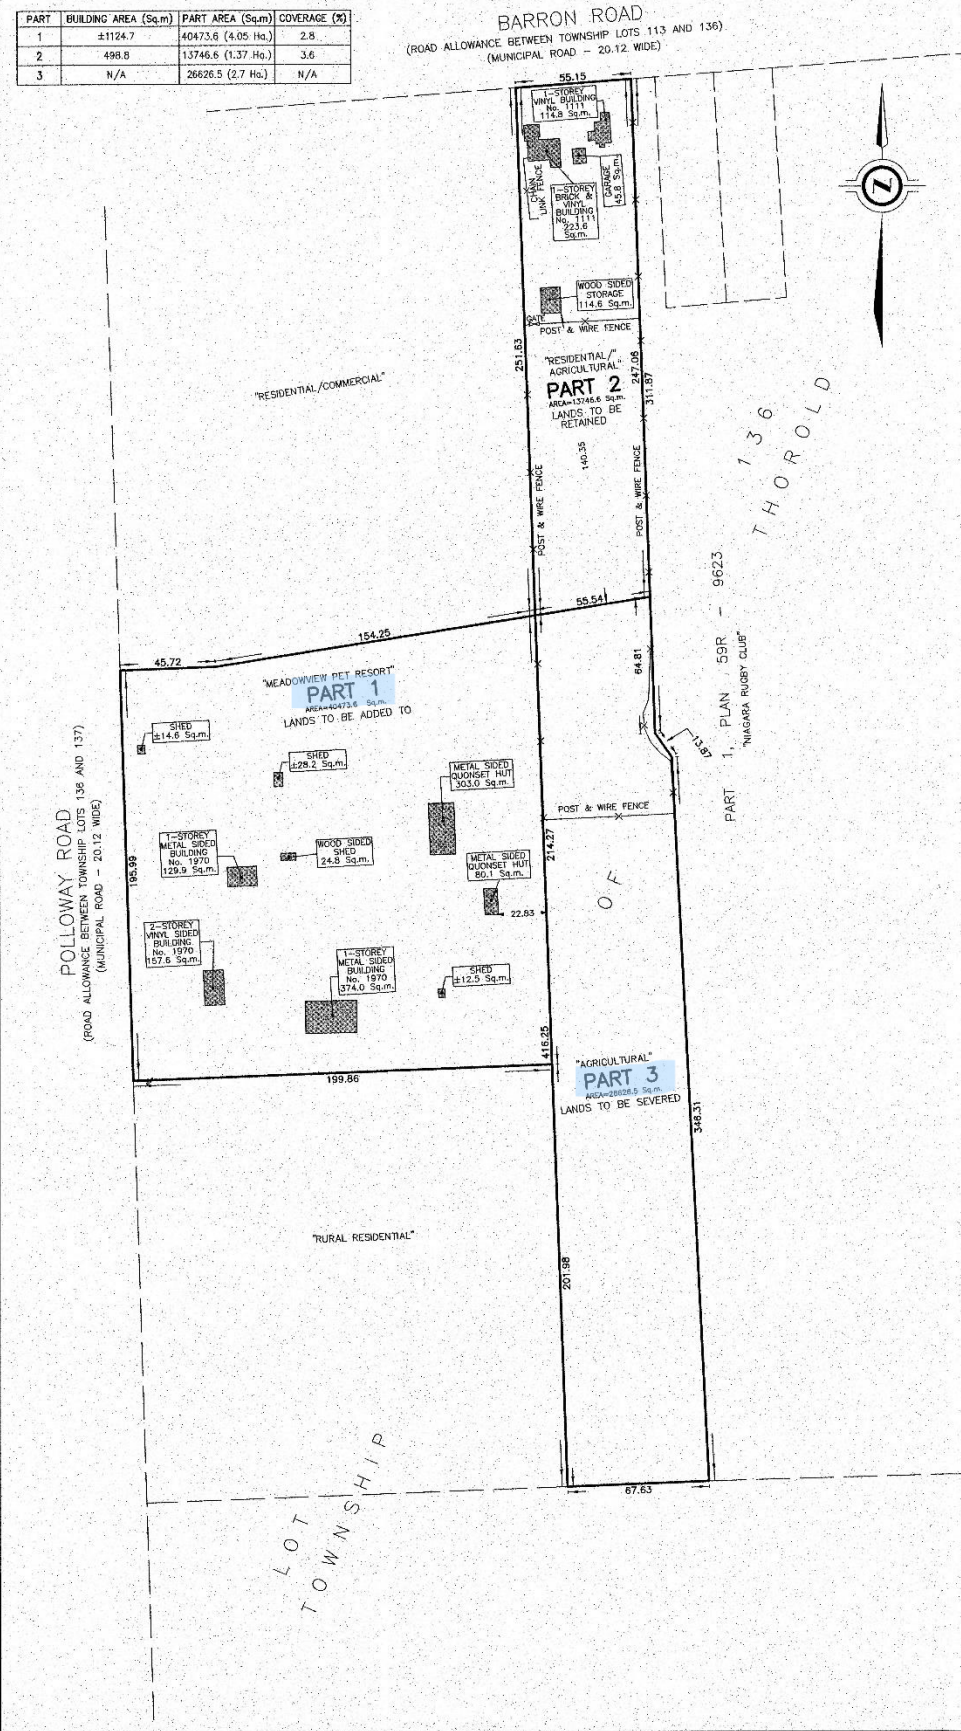 PART BUILDING AREA (Sq.m) PART AREA (Sq.m) COVERAGE (%)
1 ±1124.7 40473.6 (4.05 Ha.) 2.8
2 498.8 13746.6 (1.37 Ha.) 3.6
3 N/A 26626.5 (2.7 Ha.) N/A
BARRON ROAD
(ROAD ALLOWANCE BETWEEN TOWNSHIP LOTS 113 AND 136)
(MUNICIPAL ROAD - 20.12 WIDE)
55.15
1-STOREY
VINYL BUILDING
No. 1111
114.8 Sq.m.
CHAIN
LINK FENCE
1-STOREY
BRICK &
VINYL
BUILDING
No. 1111
223.6
Sq.m.
GARAGE
45.8 Sq.m.
Z
WOOD SIDED
STORAGE
114.6 Sq.m.
GATE
POST & WIRE FENCE
251.63
247.06
311.87
"RESIDENTIAL/"
AGRICULTURAL"
PART 2
AREA=13746.6 Sq.m.
LANDS TO BE
RETAINED
140.35
"RESIDENTIAL/COMMERCIAL"
POST & WIRE FENCE
POST & WIRE FENCE
136
THOROLD
55.54
154.25
45.72
"MEADOWVIEW PET RESORT"
PART 1
AREA=40473.6 Sq.m.
LANDS TO BE ADDED TO
64.81
13.87
PART 1, PLAN 59R - 9623
"NIAGARA RUGBY CLUB"
SHED
±14.6 Sq.m.
SHED
±28.2 Sq.m.
METAL SIDED
QUONSET HUT
303.0 Sq.m.
POST & WIRE FENCE
POLLOWAY ROAD
(ROAD ALLOWANCE BETWEEN TOWNSHIP LOTS 136 AND 137)
(MUNICIPAL ROAD - 20.12 WIDE)
195.99
1-STOREY
METAL SIDED
BUILDING
No. 1970
129.9 Sq.m.
WOOD SIDED
SHED
24.8 Sq.m.
METAL SIDED
QUONSET HUT
80.1 Sq.m.
214.27
22.83
OF
2-STOREY
VINYL SIDED
BUILDING
No. 1970
157.6 Sq.m.
1-STOREY
METAL SIDED
BUILDING
No. 1970
374.0 Sq.m.
SHED
±12.5 Sq.m.
416.25
199.86
"AGRICULTURAL"
PART 3
AREA=26626.5 Sq.m.
LANDS TO BE SEVERED
346.31
"RURAL RESIDENTIAL"
201.98
67.63
LOT
TOWNSHIP